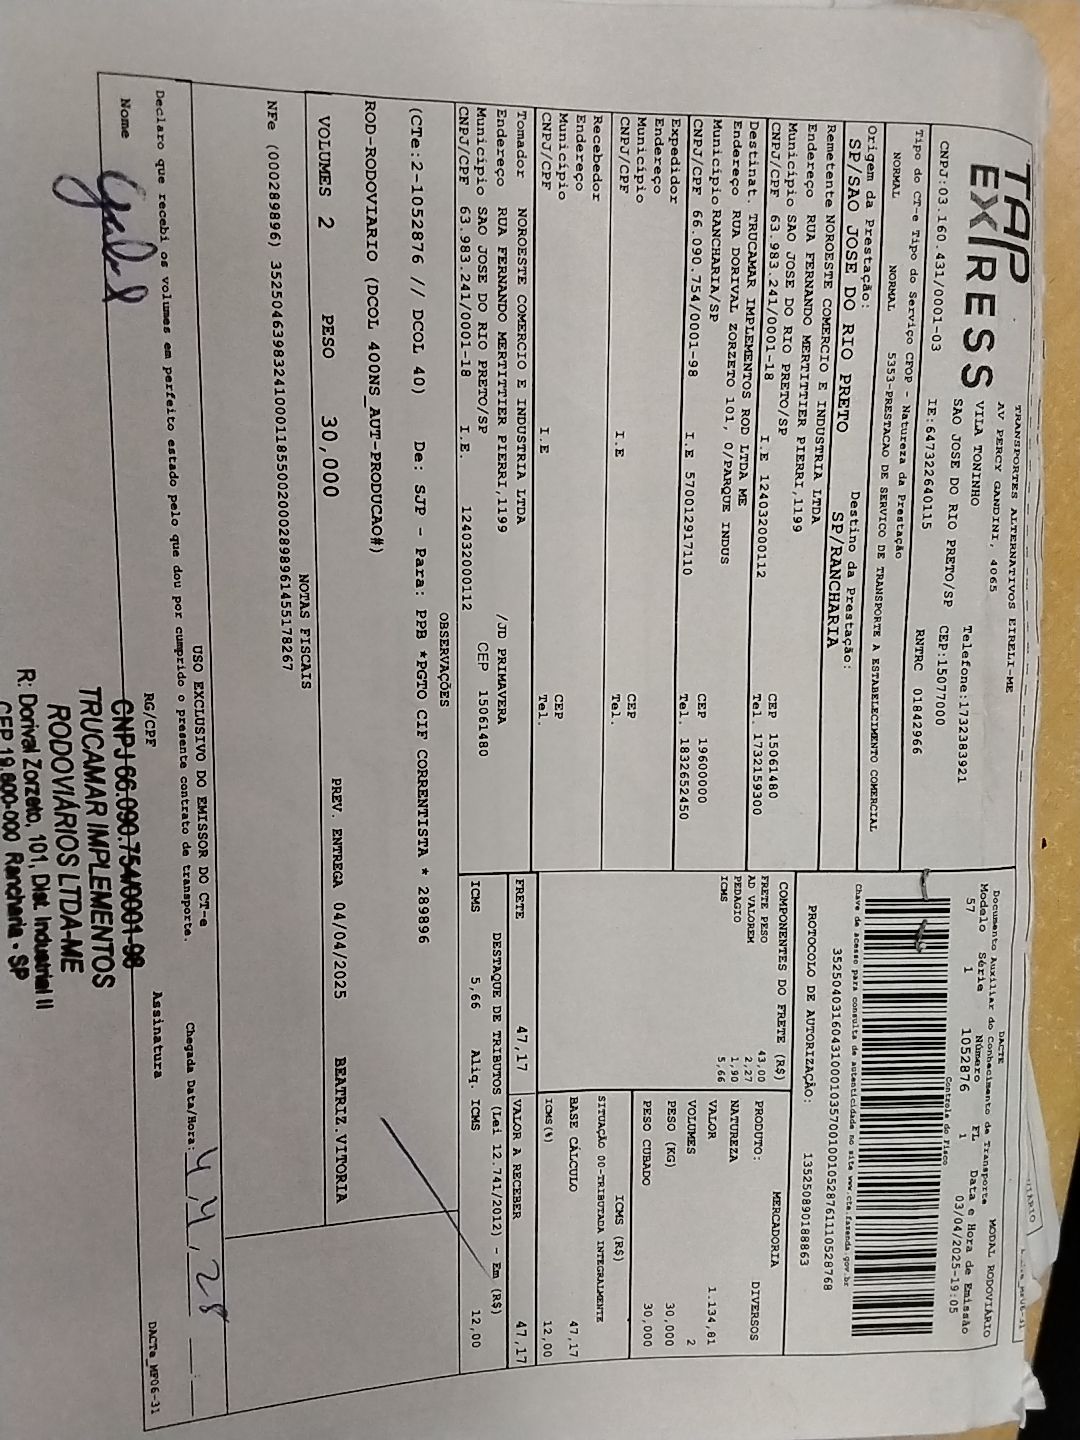 TAP
EXPRESS
TRANSPORTES ALTERNATIVOS EIRELI-ME
AV PERCY GANDINI, 4065
VILA TONINHO Telefone:1732383921
SAO JOSE DO RIO PRETO/SP CEP:15077000
CNPJ:03.160.431/0001-03 IE:647322640115 RNTRC 01842966
DACTE
Documento Auxiliar do Conhecimento de Transporte MODAL RODOVIÁRIO
Modelo Série Número FL Data e Hora de Emissão
57 1 1052876 1 03/04/2025-19:05
Controle do Fisco
Chave de acesso para consulta de autenticidade no site www.cte.fazenda.gov.br
35250403160431000103570010010528761110528768
PROTOCOLO DE AUTORIZAÇÃO: 135250890188863
Tipo do CT-e Tipo do Serviço CFOP - Natureza da Prestação
NORMAL NORMAL 5353-PRESTACAO DE SERVICO DE TRANSPORTE A ESTABELECIMENTO COMERCIAL
Origem da Prestação: Destino da Prestação:
SP/SAO JOSE DO RIO PRETO SP/RANCHARIA
Remetente NOROESTE COMERCIO E INDUSTRIA LTDA
Endereço RUA FERNANDO MERTITTIER PIERRI,1199
Município SAO JOSE DO RIO PRETO/SP CEP 15061480
CNPJ/CPF 63.983.241/0001-18 I.E 124032000112 Tel. 1732159300
Destinat. TRUCAMAR IMPLEMENTOS ROD LTDA ME
Endereço RUA DORIVAL ZORZETO 101, 0/PARQUE INDUS
Município RANCHARIA/SP CEP 19600000
CNPJ/CPF 66.090.754/0001-98 I.E 570012917110 Tel. 1832652450
Expedidor
Endereço
Município CEP
CNPJ/CPF I.E Tel.
Recebedor
Endereço
Município CEP
CNPJ/CPF I.E Tel.
Tomador NOROESTE COMERCIO E INDUSTRIA LTDA
Endereço RUA FERNANDO MERTITTIER PIERRI,1199 /JD PRIMAVERA
Município SAO JOSE DO RIO PRETO/SP CEP 15061480
CNPJ/CPF 63.983.241/0001-18 I.E. 124032000112
COMPONENTES DO FRETE (R$)
FRETE PESO 43,00
AD VALOREM 2,27
PEDAGIO 1,90
ICMS 5,66
MERCADORIA
PRODUTO: DIVERSOS
NATUREZA
VALOR 1.134,81
VOLUMES 2
PESO (KG) 30,000
PESO CUBADO 30,000
ICMS (R$)
SITUAÇÃO 00-TRIBUTADA INTEGRALMENTE
BASE CÁLCULO 47,17
ICMS(%) 12,00
FRETE 47,17 VALOR A RECEBER 47,17
DESTAQUE DE TRIBUTOS (Lei 12.741/2012) - Em (R$)
ICMS 5,66 Aliq. ICMS 12,00
OBSERVAÇÕES
(CTe:2-1052876 // DCOL 40) De: SJP - Para: PPB *PGTO CIF CORRENTISTA * 289896
ROD-RODOVIARIO (DCOL 400NS_AUT-PRODUCAO#)
VOLUMES 2 PESO 30,000 PREV. ENTREGA 04/04/2025 BEATRIZ.VITORIA
NOTAS FISCAIS
NFe (000289896) 35250463983241000118550020002898961455178267
USO EXCLUSIVO DO EMISSOR DO CT-e
Declaro que recebi os volumes em perfeito estado pelo que dou por cumprido o presente contrato de transporte. Chegada Data/Hora:
Nome RG/CPF Assinatura
DACTe_MP06-31
CNPJ 66.090.754/0001-98
TRUCAMAR IMPLEMENTOS
RODOVIÁRIOS LTDA-ME
R: Dorival Zorzeto, 101, Dist. Industrial II
CEP 19.600-000 Rancharia - SP